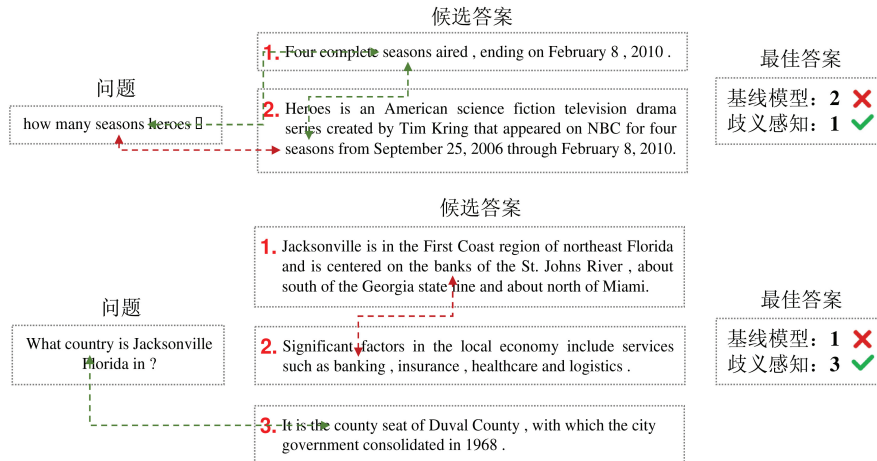 候选答案
1. Four complete seasons aired , ending on February 8 , 2010 .
问题
how many seasons heroes
2. Heroes is an American science fiction television drama
series created by Tim Kring that appeared on NBC for four
seasons from September 25, 2006 through February 8, 2010.
最佳答案
基线模型：2
歧义感知：1
候选答案
1. Jacksonville is in the First Coast region of northeast Florida
and is centered on the banks of the St. Johns River , about
south of the Georgia state line and about north of Miami.
问题
What country is Jacksonville
Florida in ?
2. Significant factors in the local economy include services
such as banking , insurance , healthcare and logistics .
3. It is the county seat of Duval County , with which the city
government consolidated in 1968 .
最佳答案
基线模型：1
歧义感知：3